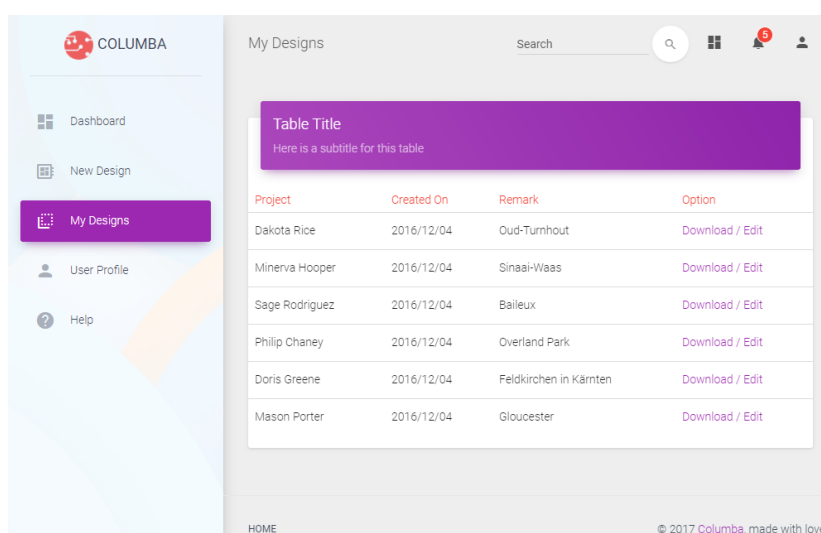 COLUMBA
My Designs
Search
5
Dashboard
New Design
My Designs
User Profile
Help
Table Title
Here is a subtitle for this table
Project Created On Remark Option
Dakota Rice 2016/12/04 Oud-Turnhout Download / Edit
Minerva Hooper 2016/12/04 Sinaai-Waas Download / Edit
Sage Rodriguez 2016/12/04 Baileux Download / Edit
Philip Chaney 2016/12/04 Overland Park Download / Edit
Doris Greene 2016/12/04 Feldkirchen in Kärnten Download / Edit
Mason Porter 2016/12/04 Gloucester Download / Edit
HOME
© 2017 Columba, made with love